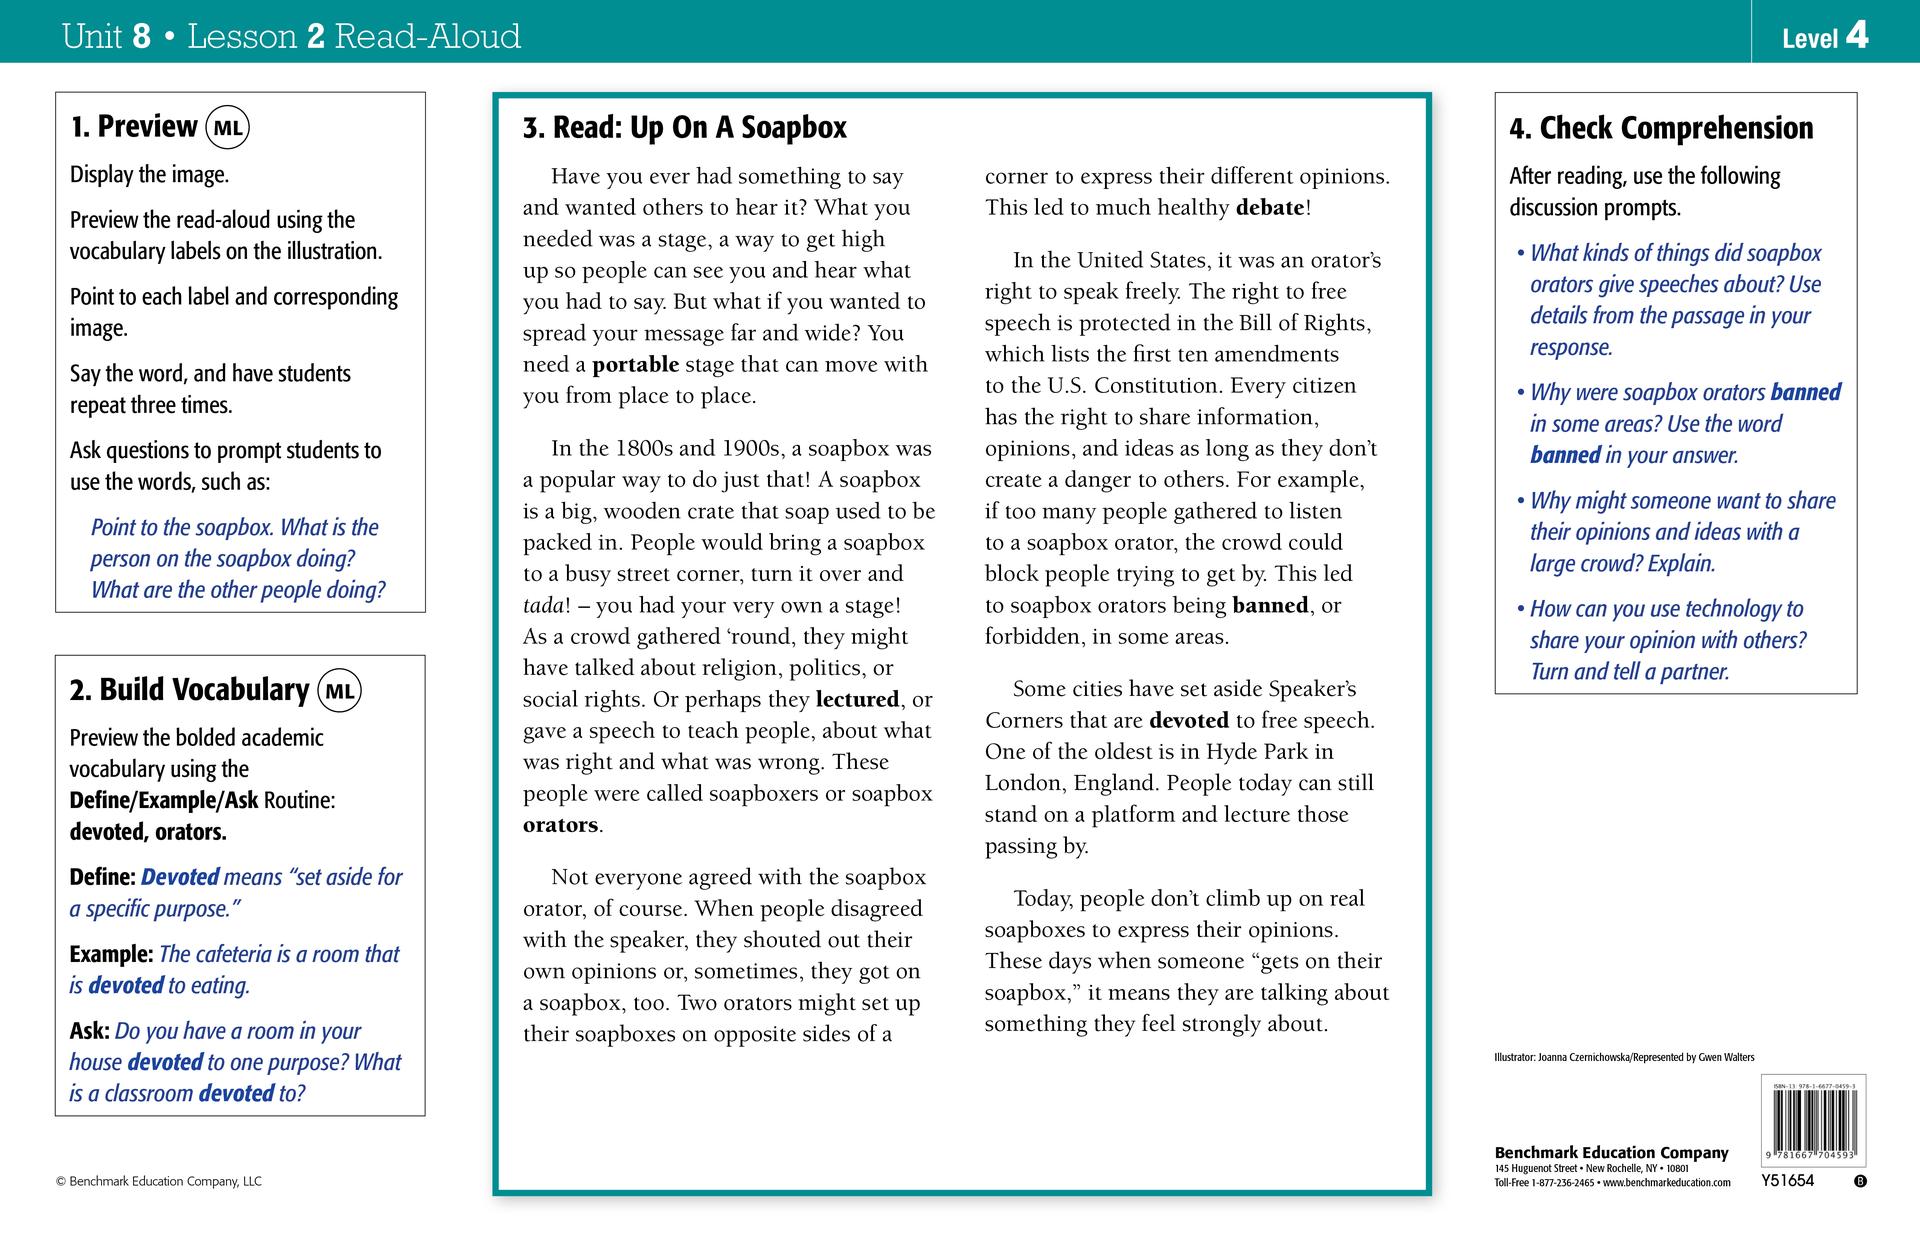 Unit 8 • Lesson 2 Read-Aloud
Level 4
1. Preview ML
Display the image.
Preview the read-aloud using the
vocabulary labels on the illustration.
Point to each label and corresponding
image.
Say the word, and have students
repeat three times.
Ask questions to prompt students to
use the words, such as:
Point to the soapbox. What is the
person on the soapbox doing?
What are the other people doing?
2. Build Vocabulary ML
Preview the bolded academic
vocabulary using the
Define/Example/Ask Routine:
devoted, orators.
Define: Devoted means “set aside for
a specific purpose.”
Example: The cafeteria is a room that
is devoted to eating.
Ask: Do you have a room in your
house devoted to one purpose? What
is a classroom devoted to?
© Benchmark Education Company, LLC
3. Read: Up On A Soapbox
Have you ever had something to say
and wanted others to hear it? What you
needed was a stage, a way to get high
up so people can see you and hear what
you had to say. But what if you wanted to
spread your message far and wide? You
need a portable stage that can move with
you from place to place.
In the 1800s and 1900s, a soapbox was
a popular way to do just that! A soapbox
is a big, wooden crate that soap used to be
packed in. People would bring a soapbox
to a busy street corner, turn it over and
tada! – you had your very own a stage!
As a crowd gathered ‘round, they might
have talked about religion, politics, or
social rights. Or perhaps they lectured, or
gave a speech to teach people, about what
was right and what was wrong. These
people were called soapboxers or soapbox
orators.
Not everyone agreed with the soapbox
orator, of course. When people disagreed
with the speaker, they shouted out their
own opinions or, sometimes, they got on
a soapbox, too. Two orators might set up
their soapboxes on opposite sides of a
corner to express their different opinions.
This led to much healthy debate!
In the United States, it was an orator’s
right to speak freely. The right to free
speech is protected in the Bill of Rights,
which lists the first ten amendments
to the U.S. Constitution. Every citizen
has the right to share information,
opinions, and ideas as long as they don’t
create a danger to others. For example,
if too many people gathered to listen
to a soapbox orator, the crowd could
block people trying to get by. This led
to soapbox orators being banned, or
forbidden, in some areas.
Some cities have set aside Speaker’s
Corners that are devoted to free speech.
One of the oldest is in Hyde Park in
London, England. People today can still
stand on a platform and lecture those
passing by.
Today, people don’t climb up on real
soapboxes to express their opinions.
These days when someone “gets on their
soapbox,” it means they are talking about
something they feel strongly about.
4. Check Comprehension
After reading, use the following
discussion prompts.
• What kinds of things did soapbox
orators give speeches about? Use
details from the passage in your
response.
• Why were soapbox orators banned
in some areas? Use the word
banned in your answer.
• Why might someone want to share
their opinions and ideas with a
large crowd? Explain.
• How can you use technology to
share your opinion with others?
Turn and tell a partner.
Illustrator: Joanna Czernichowska/Represented by Gwen Walters
Benchmark Education Company
145 Huguenot Street • New Rochelle, NY • 10801
Toll-Free 1-877-236-2465 • www.benchmarkeducation.com
ISBN-13 978-1-6677-0459-3
9 781667 704593
Y51654 B